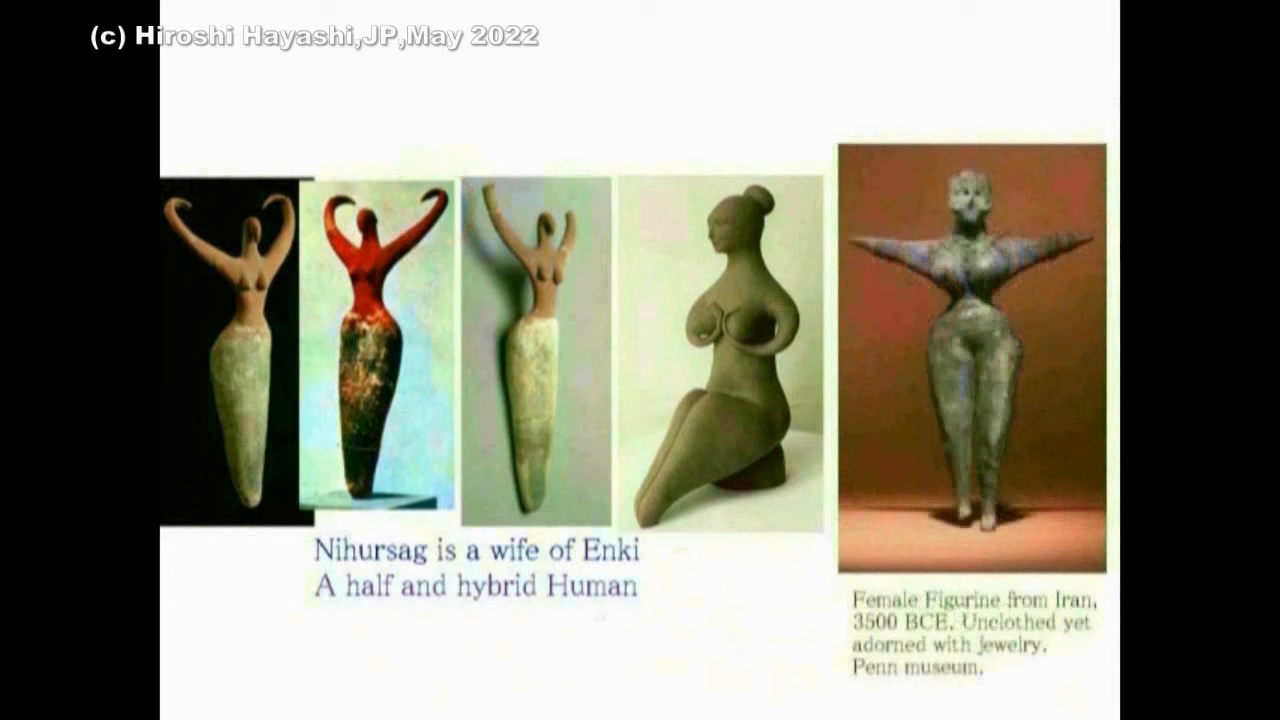 (c) Hiroshi Hayashi,JP,May 2022
Nihursag is a wife of Enki
A half and hybrid Human
Female Figurine from Iran,
3500 BCE. Unclothed yet
adorned with jewelry.
Penn museum.